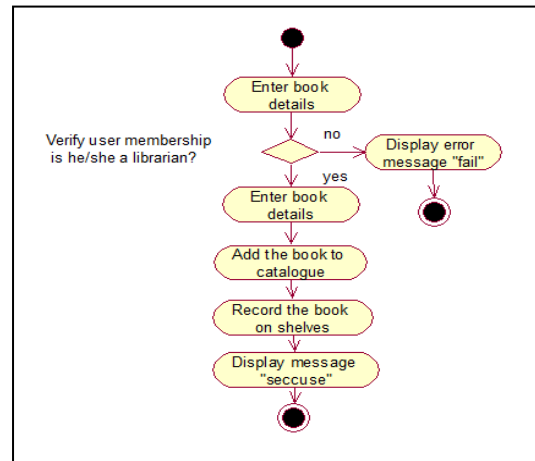 Enter book
details
Verify user membership
is he/she a librarian?
no
Display error
message "fail"
yes
Enter book
details
Add the book to
catalogue
Record the book
on shelves
Display message
"seccuse"